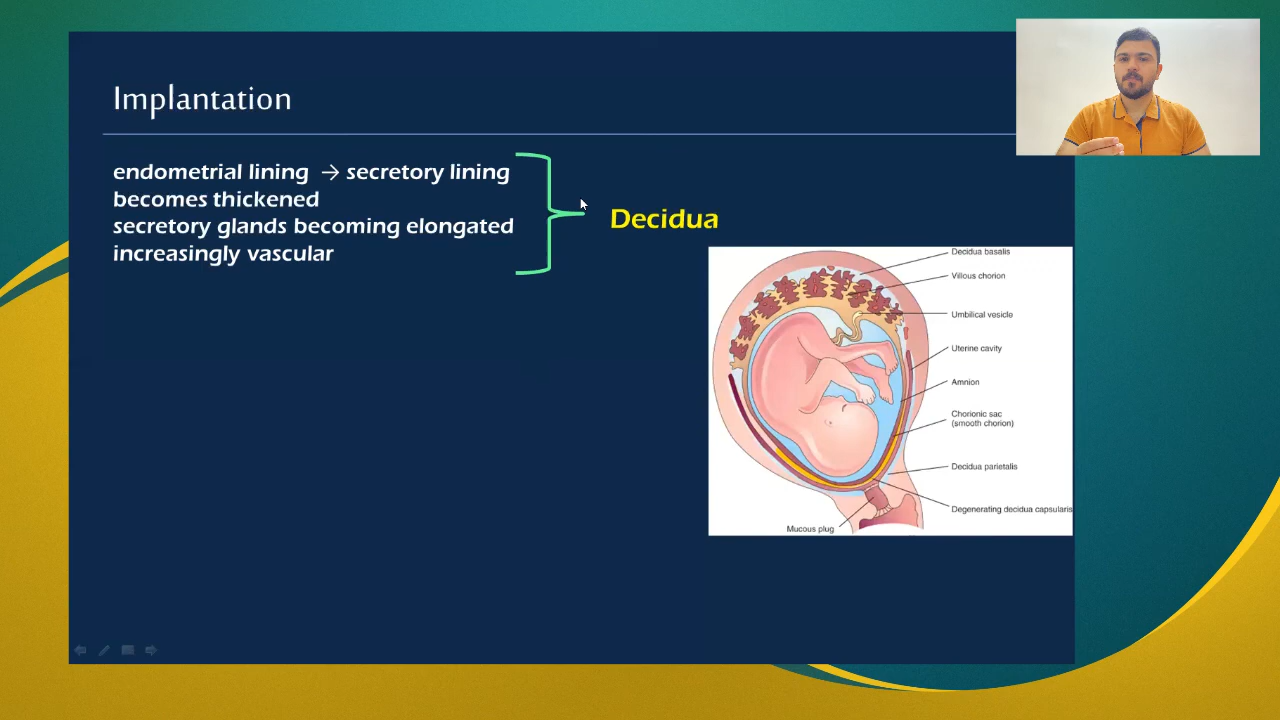 Implantation
endometrial lining → secretory lining
becomes thickened
secretory glands becoming elongated
increasingly vascular
Decidua
Decidua basalis
Villous chorion
Umbilical vesicle
Uterine cavity
Amnion
Chorionic sac
(smooth chorion)
Decidua parietalis
Degenerating decidua capsularis
Mucous plug